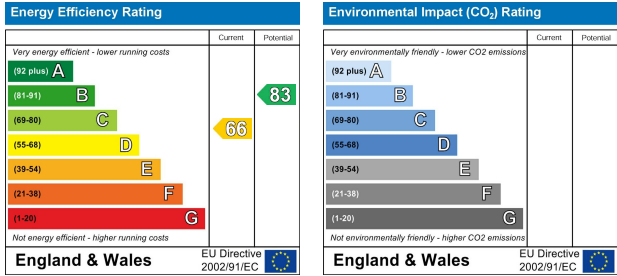 Energy Efficiency Rating
Current Potential
Very energy efficient - lower running costs
(92 plus) A
(81-91) B
83
(69-80) C
66
(55-68) D
(39-54) E
(21-38) F
(1-20) G
Not energy efficient - higher running costs
England & Wales
EU Directive
2002/91/EC
Environmental Impact (CO2) Rating
Current Potential
Very environmentally friendly - lower CO2 emissions
(92 plus) A
(81-91) B
(69-80) C
(55-68) D
(39-54) E
(21-38) F
(1-20) G
Not environmentally friendly - higher CO2 emissions
England & Wales
EU Directive
2002/91/EC